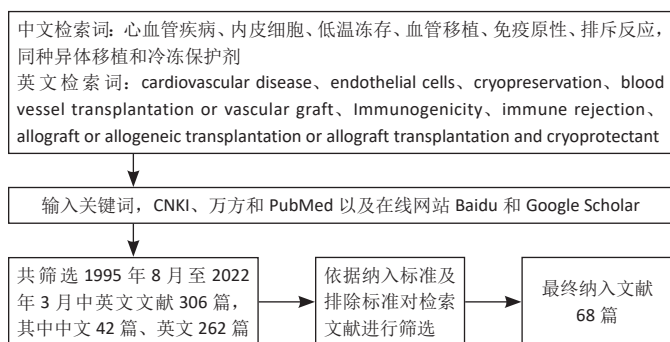 中文检索词：心血管疾病、内皮细胞、低温冻存、血管移植、免疫原性、排斥反应，
同种异体移植和冷冻保护剂
英文检索词：cardiovascular disease、endothelial cells、cryopreservation、blood
vessel transplantation or vascular graft、Immunogenicity、immune rejection、
allograft or allogeneic transplantation or allograft transplantation and cryoprotectant
输入关键词，CNKI、万方和 PubMed 以及在线网站 Baidu 和 Google Scholar
共筛选 1995 年 8 月至 2022
年 3 月中英文文献 306 篇，
其中中文 42 篇、英文 262 篇
依据纳入标准及
排除标准对检索
文献进行筛选
最终纳入文献
68 篇